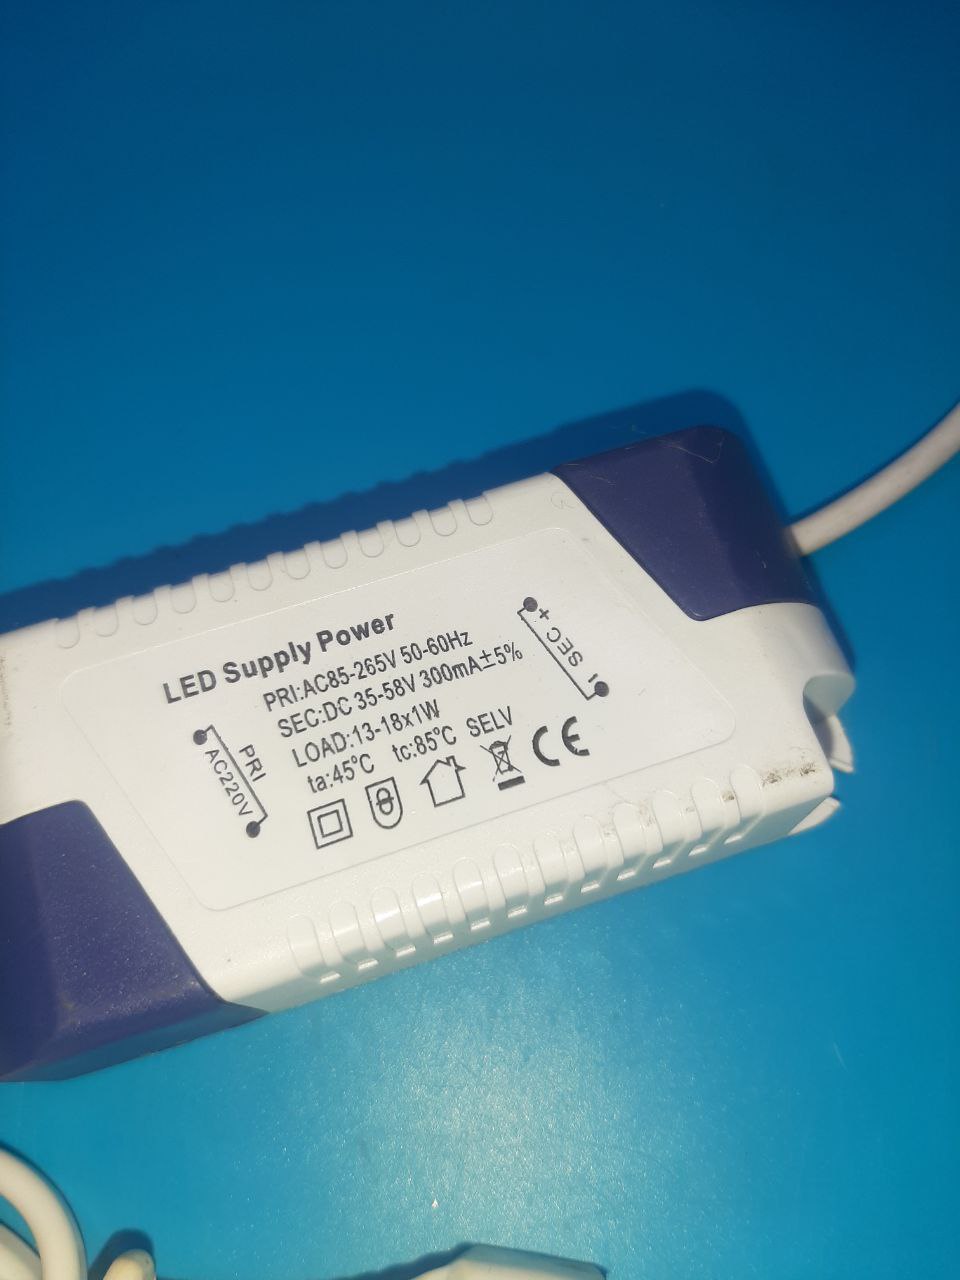 LED Supply Power
PRI:AC85-265V 50-60Hz
SEC:DC 35-58V 300mA±5%
LOAD:13-18x1W
ta:45℃ tc:85℃ SELV
PRI
AC220V
+ SEC -
CE